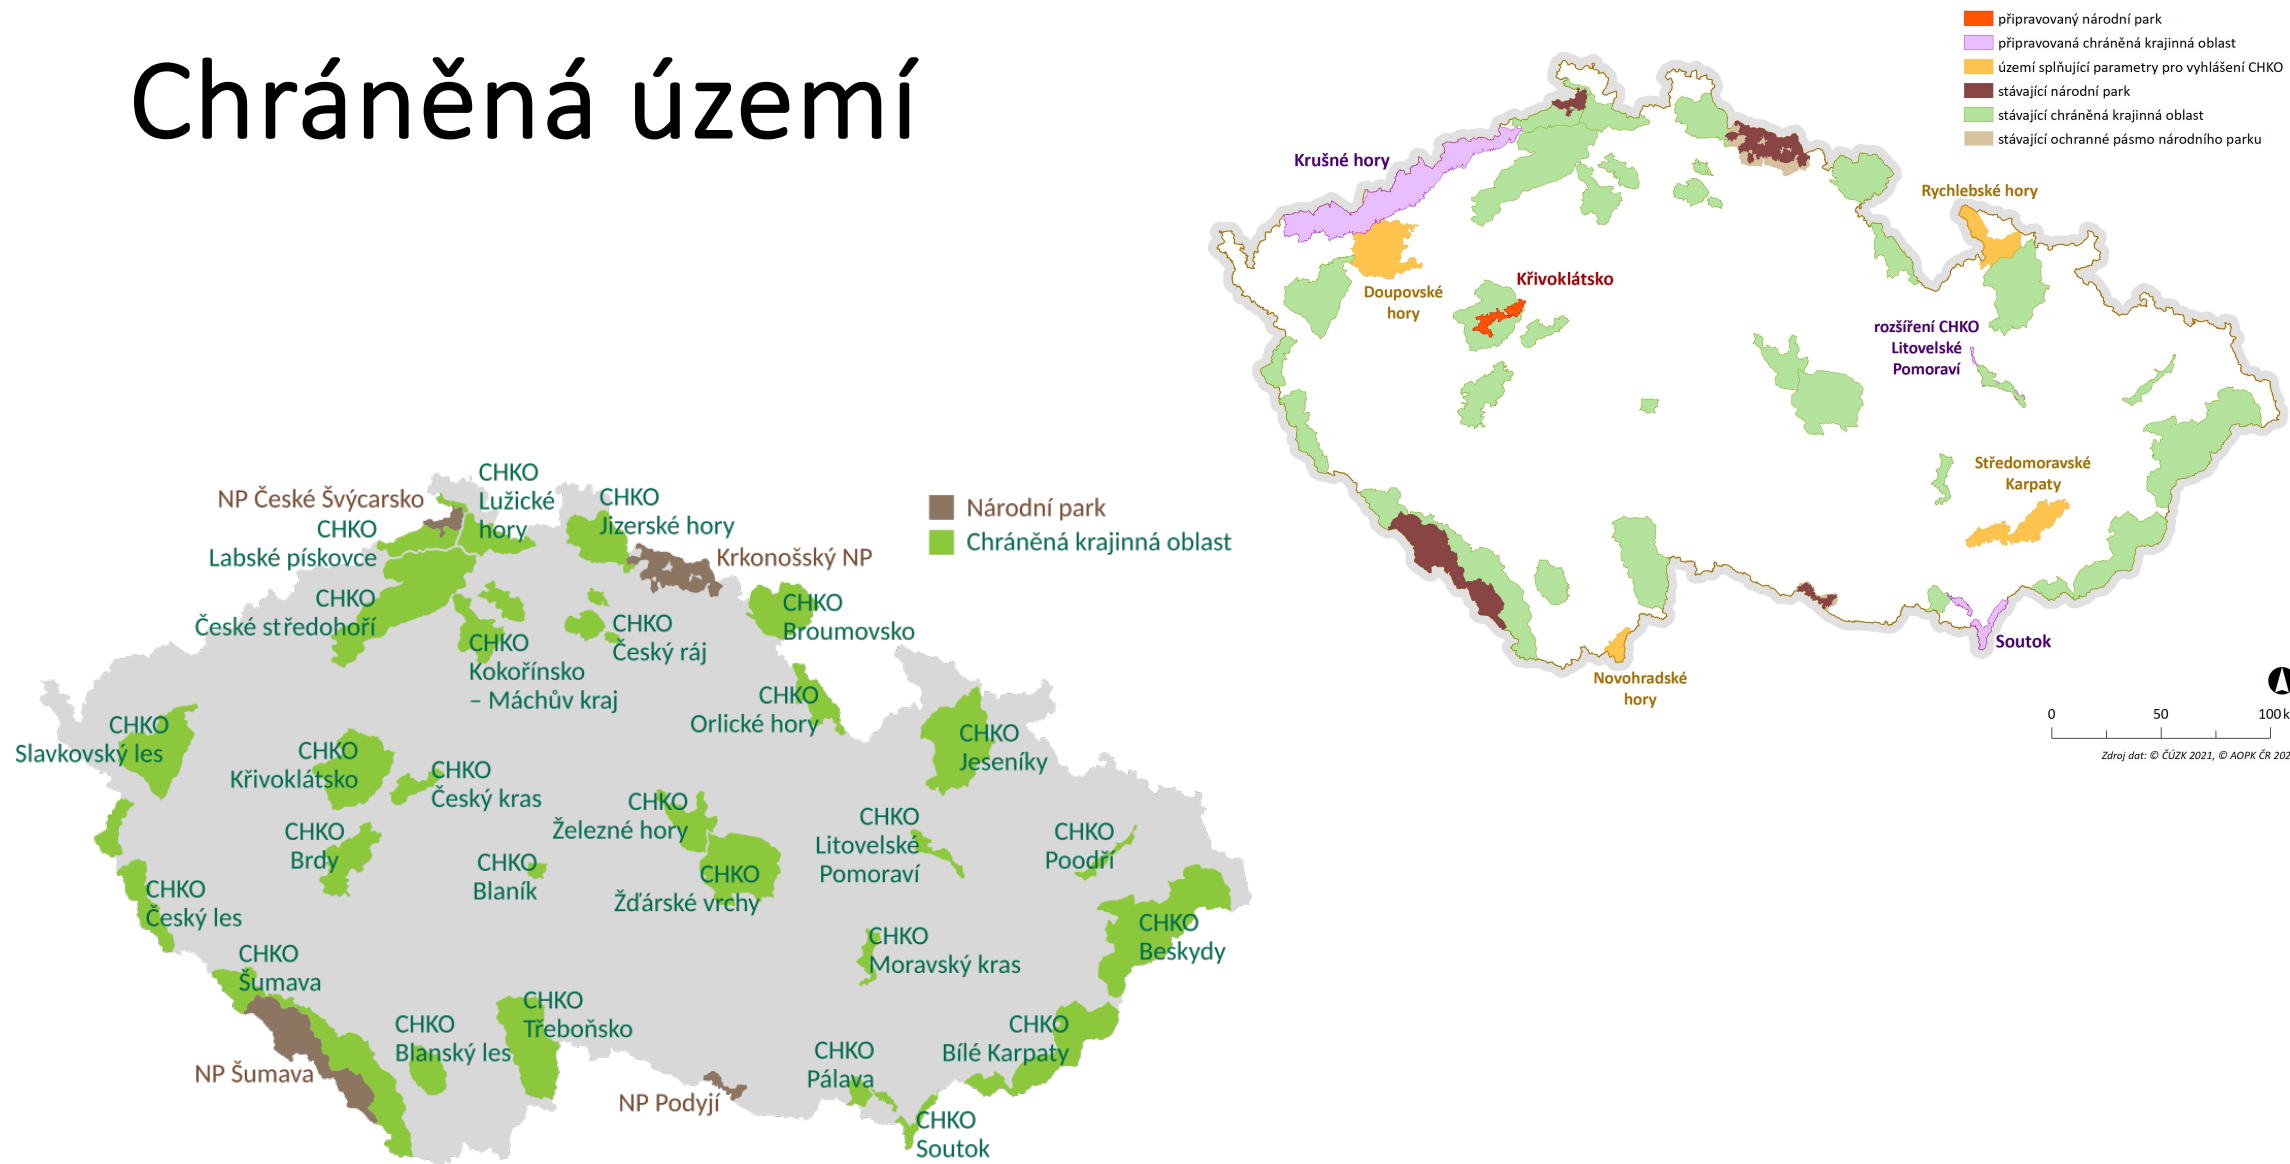 Chráněná území
připravovaný národní park
připravovaná chráněná krajinná oblast
území splňující parametry pro vyhlášení CHKO
stávající národní park
stávající chráněná krajinná oblast
stávající ochranné pásmo národního parku
Krušné hory
Rychlebské hory
Doupovské
hory
Křivoklátsko
rozšíření CHKO
Litovelské
Pomoraví
Středomoravské
Karpaty
Soutok
Novohradské
hory
0 50 100 k
Zdroj dat: © ČÚZK 2021, © AOPK ČR 202
Národní park
Chráněná krajinná oblast
NP České Švýcarsko
CHKO
Lužické
hory
CHKO
Jizerské hory
CHKO
Labské pískovce
Krkonošský NP
CHKO
České středohoří
CHKO
Broumovsko
CHKO
Český ráj
CHKO
Kokořínsko
– Máchův kraj
CHKO
Orlické hory
CHKO
Slavkovský les
CHKO
Jeseníky
CHKO
Křivoklátsko
CHKO
Český kras
CHKO
Železné hory
CHKO
Litovelské
Pomoraví
CHKO
Poodří
CHKO
Brdy
CHKO
Blaník
CHKO
Žďárské vrchy
CHKO
Český les
CHKO
Beskydy
CHKO
Moravský kras
CHKO
Šumava
CHKO
Třeboňsko
CHKO
Blanský les
CHKO
Bílé Karpaty
CHKO
Pálava
NP Šumava
NP Podyjí
CHKO
Soutok